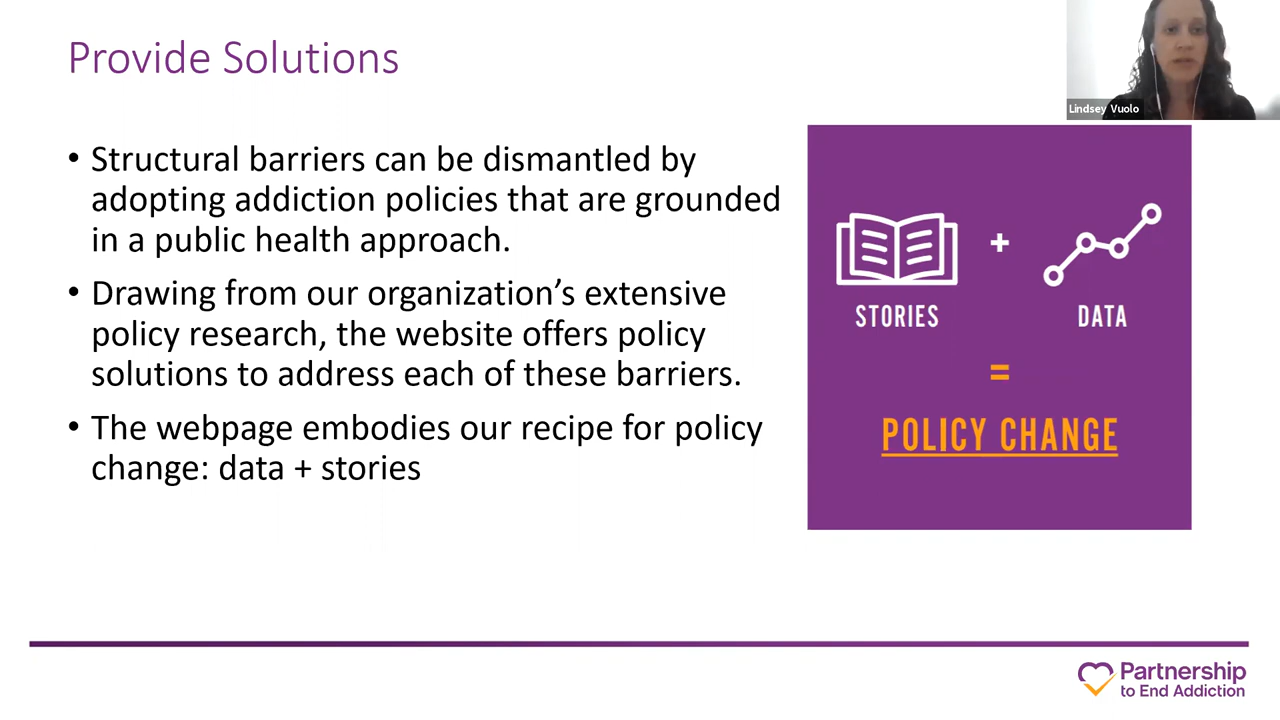 Provide Solutions
Lindsey Vuolo
• Structural barriers can be dismantled by
adopting addiction policies that are grounded
in a public health approach.
• Drawing from our organization’s extensive
policy research, the website offers policy
solutions to address each of these barriers.
• The webpage embodies our recipe for policy
change: data + stories
+
STORIES
DATA
=
POLICY CHANGE
Partnership
to End Addiction